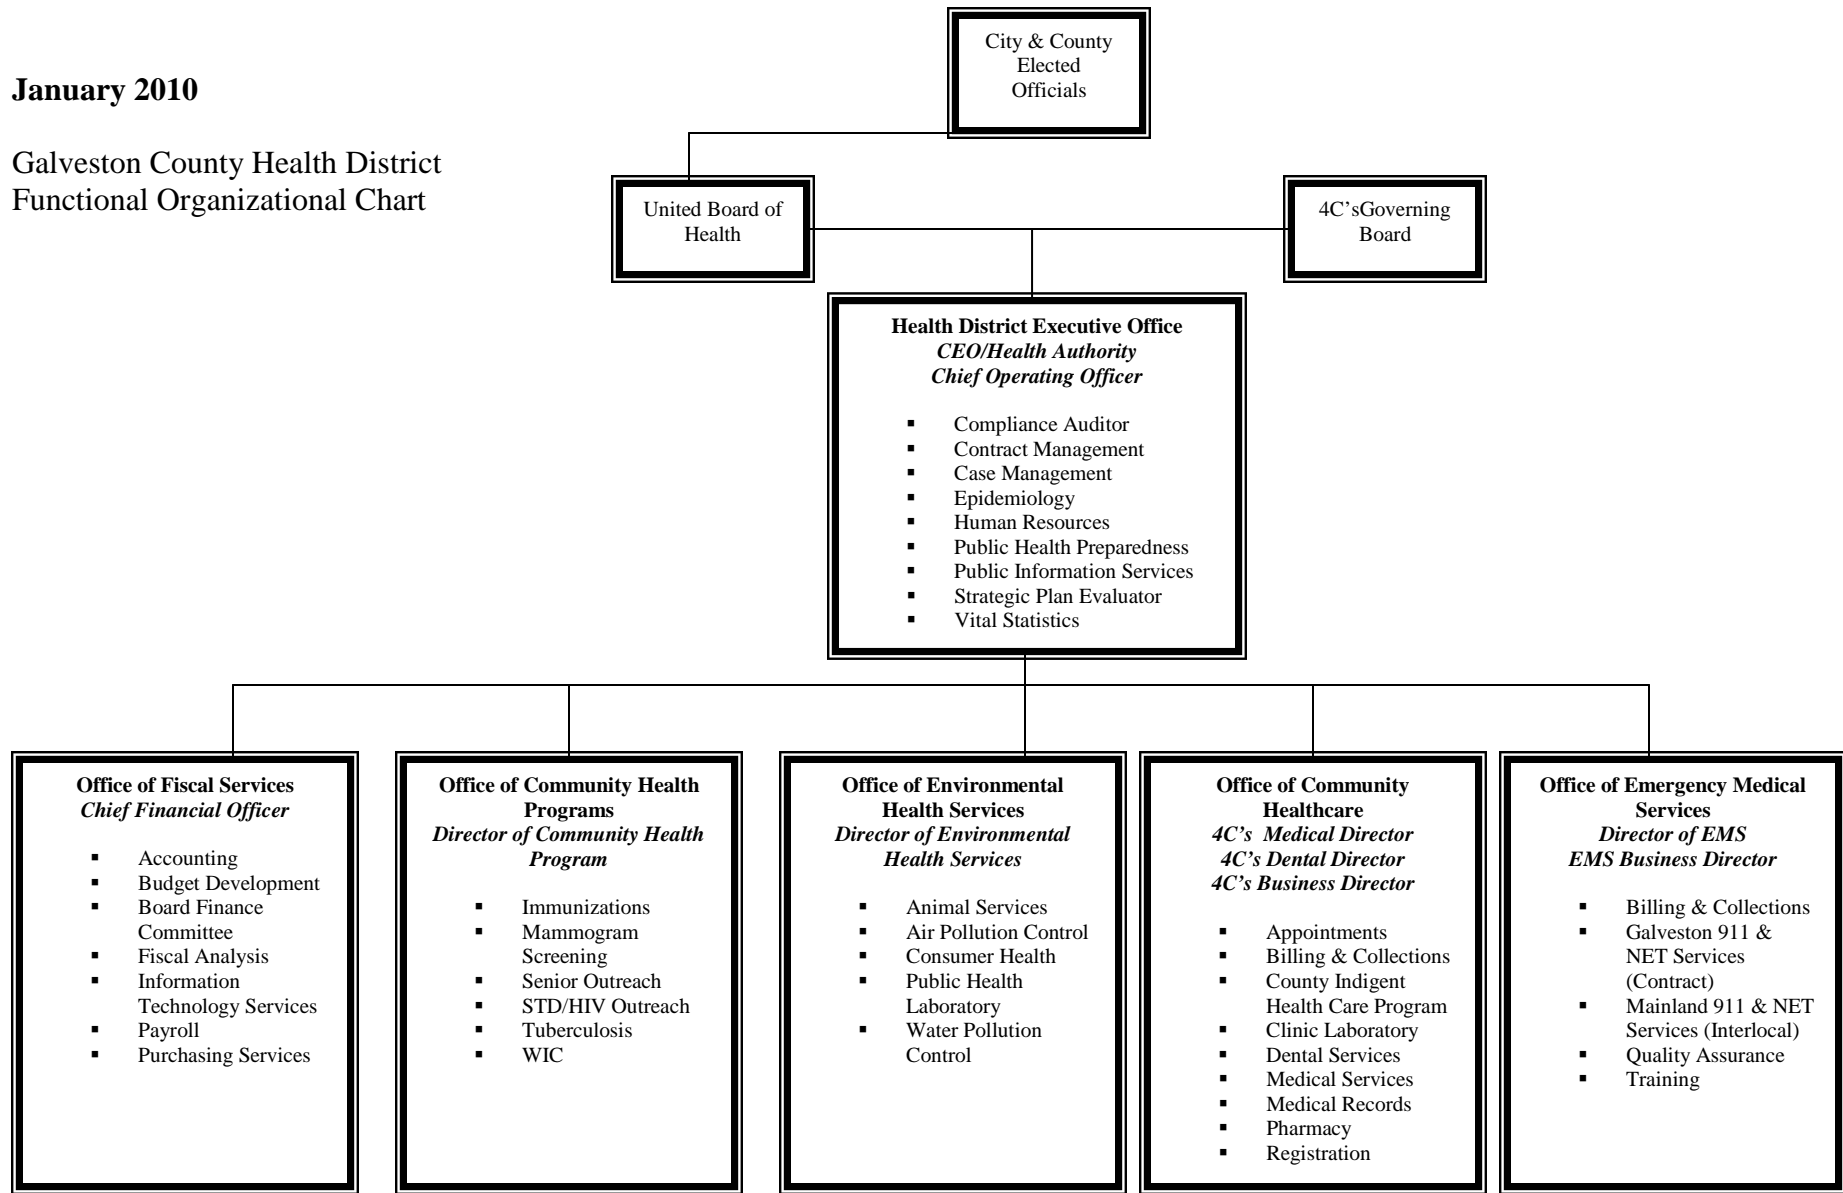 January 2010
Galveston County Health District
Functional Organizational Chart
City & County
Elected
Officials
United Board of
Health
4C'sGoverning
Board
Health District Executive Office
CEO/Health Authority
Chief Operating Officer
▪ Compliance Auditor
▪ Contract Management
▪ Case Management
▪ Epidemiology
▪ Human Resources
▪ Public Health Preparedness
▪ Public Information Services
▪ Strategic Plan Evaluator
▪ Vital Statistics
Office of Fiscal Services
Chief Financial Officer
▪ Accounting
▪ Budget Development
▪ Board Finance
Committee
▪ Fiscal Analysis
▪ Information
Technology Services
▪ Payroll
▪ Purchasing Services
Office of Community Health
Programs
Director of Community Health
Program
▪ Immunizations
▪ Mammogram
Screening
▪ Senior Outreach
▪ STD/HIV Outreach
▪ Tuberculosis
▪ WIC
Office of Environmental
Health Services
Director of Environmental
Health Services
▪ Animal Services
▪ Air Pollution Control
▪ Consumer Health
▪ Public Health
Laboratory
▪ Water Pollution
Control
Office of Community
Healthcare
4C's Medical Director
4C's Dental Director
4C's Business Director
▪ Appointments
▪ Billing & Collections
▪ County Indigent
Health Care Program
▪ Clinic Laboratory
▪ Dental Services
▪ Medical Services
▪ Medical Records
▪ Pharmacy
▪ Registration
Office of Emergency Medical
Services
Director of EMS
EMS Business Director
▪ Billing & Collections
▪ Galveston 911 &
NET Services
(Contract)
▪ Mainland 911 & NET
Services (Interlocal)
▪ Quality Assurance
▪ Training